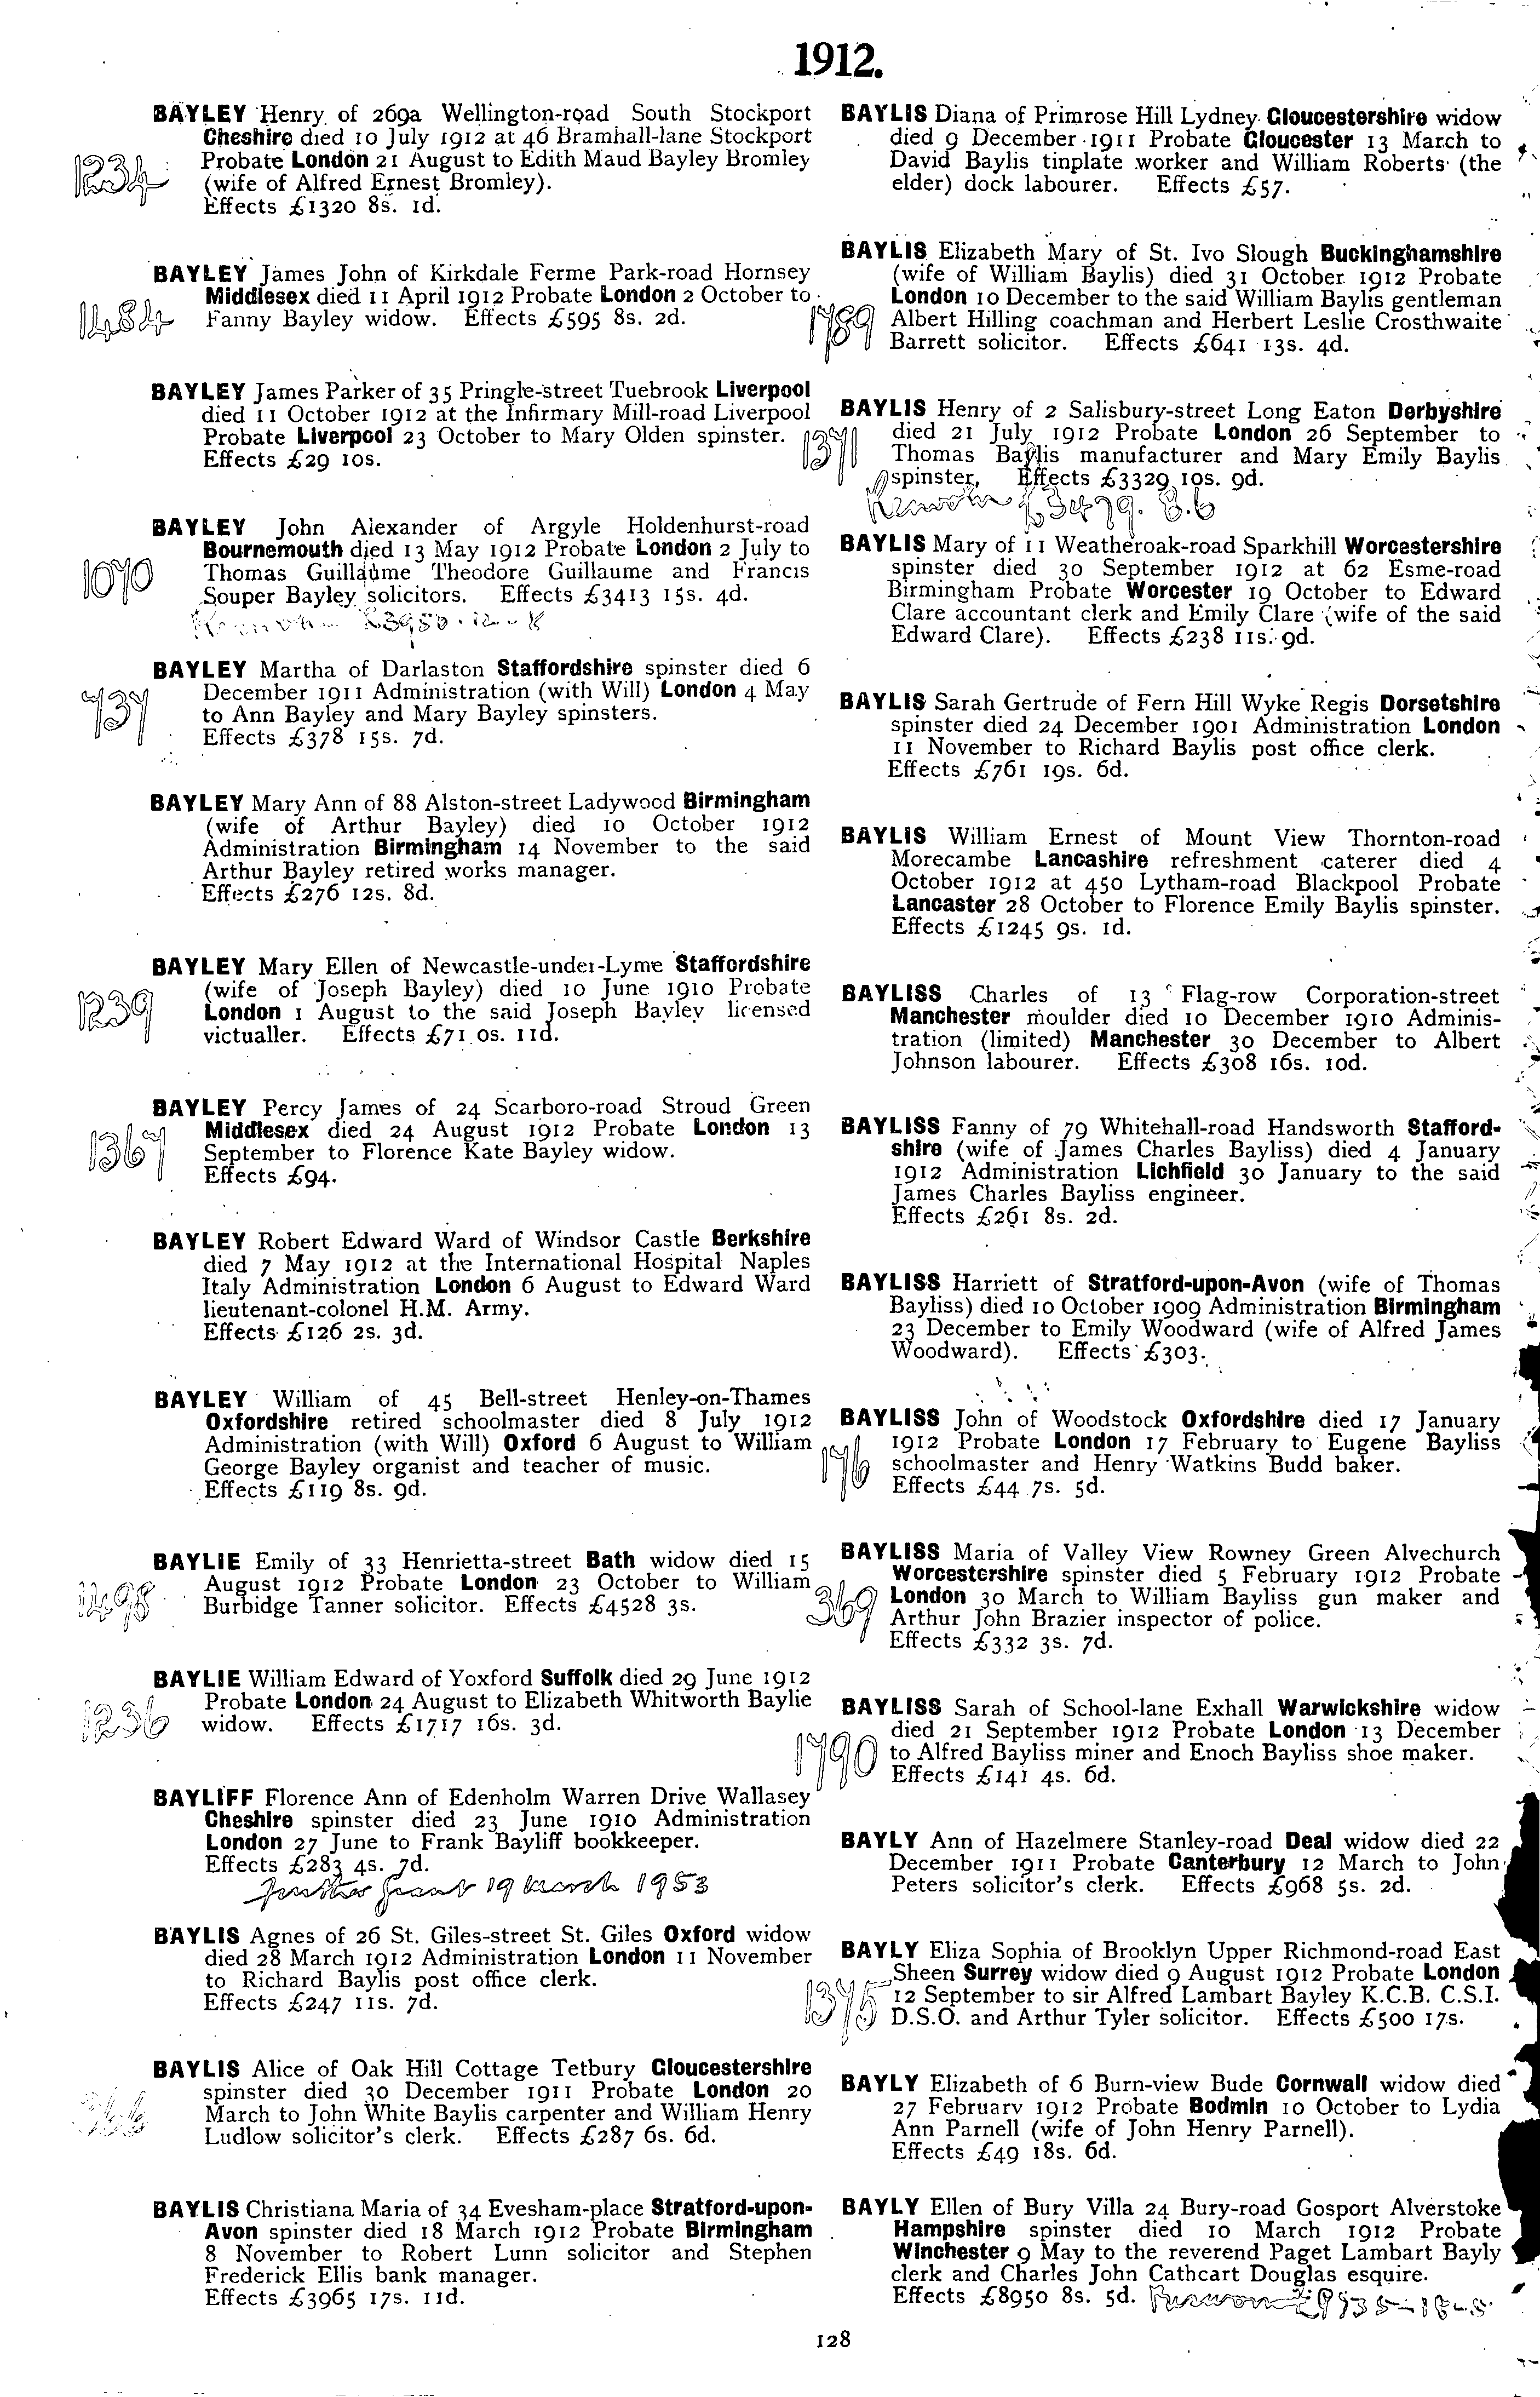 1912.
BAYLEY Henry of 269a Wellington-road South Stockport
Cheshire died 10 July 1912 at 46 Bramhall-lane Stockport
1234
Probate London 21 August to Edith Maud Bayley Bromley
(wife of Alfred Ernest Bromley).
Effects £1320 8s. 1d.
BAYLEY James John of Kirkdale Ferme Park-road Hornsey
Middlesex died 11 April 1912 Probate London 2 October to
1484
Fanny Bayley widow. Effects £595 8s. 2d.
BAYLEY James Parker of 35 Pringle-street Tuebrook Liverpool
died 11 October 1912 at the Infirmary Mill-road Liverpool
Probate Liverpool 23 October to Mary Olden spinster.
Effects £29 10s.
BAYLEY John Alexander of Argyle Holdenhurst-road
Bournemouth died 13 May 1912 Probate London 2 July to
1070
Thomas Guillaume Theodore Guillaume and Francis
Souper Bayley solicitors. Effects £3413 15s. 4d.
BAYLEY Martha of Darlaston Staffordshire spinster died 6
737
December 1911 Administration (with Will) London 4 May
to Ann Bayley and Mary Bayley spinsters.
Effects £378 15s. 7d.
BAYLEY Mary Ann of 88 Alston-street Ladywood Birmingham
(wife of Arthur Bayley) died 10 October 1912
Administration Birmingham 14 November to the said
Arthur Bayley retired works manager.
Effects £276 12s. 8d.
BAYLEY Mary Ellen of Newcastle-under-Lyme Staffordshire
(wife of Joseph Bayley) died 10 June 1910 Probate
1239
London 1 August to the said Joseph Bayley licensed
victualler. Effects £71 0s. 11d.
BAYLEY Percy James of 24 Scarboro-road Stroud Green
Middlesex died 24 August 1912 Probate London 13
1367
September to Florence Kate Bayley widow.
Effects £94.
BAYLEY Robert Edward Ward of Windsor Castle Berkshire
died 7 May 1912 at the International Hospital Naples
Italy Administration London 6 August to Edward Ward
lieutenant-colonel H.M. Army.
Effects £126 2s. 3d.
BAYLEY William of 45 Bell-street Henley-on-Thames
Oxfordshire retired schoolmaster died 8 July 1912
Administration (with Will) Oxford 6 August to William
George Bayley organist and teacher of music.
Effects £119 8s. 9d.
BAYLIE Emily of 33 Henrietta-street Bath widow died 15
August 1912 Probate London 23 October to William
1498
Burbidge Tanner solicitor. Effects £4528 3s.
BAYLIE William Edward of Yoxford Suffolk died 29 June 1912
Probate London 24 August to Elizabeth Whitworth Baylie
1236
widow. Effects £1717 16s. 3d.
BAYLIFF Florence Ann of Edenholm Warren Drive Wallasey
Cheshire spinster died 23 June 1910 Administration
London 27 June to Frank Bayliff bookkeeper.
Effects £283 4s. 7d.
further grant 19 March 1953
BAYLIS Agnes of 26 St. Giles-street St. Giles Oxford widow
died 28 March 1912 Administration London 11 November
to Richard Baylis post office clerk.
Effects £247 11s. 7d.
BAYLIS Alice of Oak Hill Cottage Tetbury Gloucestershire
spinster died 30 December 1911 Probate London 20
March to John White Baylis carpenter and William Henry
Ludlow solicitor's clerk. Effects £287 6s. 6d.
BAYLIS Christiana Maria of 34 Evesham-place Stratford-upon-
Avon spinster died 18 March 1912 Probate Birmingham
8 November to Robert Lunn solicitor and Stephen
Frederick Ellis bank manager.
Effects £3965 17s. 11d.
BAYLIS Diana of Primrose Hill Lydney Gloucestershire widow
died 9 December 1911 Probate Gloucester 13 March to
David Baylis tinplate worker and William Roberts (the
elder) dock labourer. Effects £57.
BAYLIS Elizabeth Mary of St. Ivo Slough Buckinghamshire
(wife of William Baylis) died 31 October 1912 Probate
London 10 December to the said William Baylis gentleman
1789
Albert Hilling coachman and Herbert Leslie Crosthwaite
Barrett solicitor. Effects £641 13s. 4d.
BAYLIS Henry of 2 Salisbury-street Long Eaton Derbyshire
died 21 July 1912 Probate London 26 September to
1371
Thomas Baylis manufacturer and Mary Emily Baylis
spinster. Effects £3329 10s. 9d.
Resworn £3479. 8.6
BAYLIS Mary of 11 Weatheroak-road Sparkhill Worcestershire
spinster died 30 September 1912 at 62 Esme-road
Birmingham Probate Worcester 19 October to Edward
Clare accountant clerk and Emily Clare (wife of the said
Edward Clare). Effects £238 11s. 9d.
BAYLIS Sarah Gertrude of Fern Hill Wyke Regis Dorsetshire
spinster died 24 December 1901 Administration London
11 November to Richard Baylis post office clerk.
Effects £761 19s. 6d.
BAYLIS William Ernest of Mount View Thornton-road
Morecambe Lancashire refreshment caterer died 4
October 1912 at 450 Lytham-road Blackpool Probate
Lancaster 28 October to Florence Emily Baylis spinster.
Effects £1245 9s. 1d.
BAYLISS Charles of 13 Flag-row Corporation-street
Manchester moulder died 10 December 1910 Adminis-
tration (limited) Manchester 30 December to Albert
Johnson labourer. Effects £308 16s. 10d.
BAYLISS Fanny of 79 Whitehall-road Handsworth Stafford-
shire (wife of James Charles Bayliss) died 4 January
1912 Administration Lichfield 30 January to the said
James Charles Bayliss engineer.
Effects £261 8s. 2d.
BAYLISS Harriett of Stratford-upon-Avon (wife of Thomas
Bayliss) died 10 October 1909 Administration Birmingham
23 December to Emily Woodward (wife of Alfred James
Woodward). Effects £303.
BAYLISS John of Woodstock Oxfordshire died 17 January
1912 Probate London 17 February to Eugene Bayliss
176
schoolmaster and Henry Watkins Budd baker.
Effects £44 7s. 5d.
BAYLISS Maria of Valley View Rowney Green Alvechurch
Worcestershire spinster died 5 February 1912 Probate
369
London 30 March to William Bayliss gun maker and
Arthur John Brazier inspector of police.
Effects £332 3s. 7d.
BAYLISS Sarah of School-lane Exhall Warwickshire widow
died 21 September 1912 Probate London 13 December
1790
to Alfred Bayliss miner and Enoch Bayliss shoe maker.
Effects £141 4s. 6d.
BAYLY Ann of Hazelmere Stanley-road Deal widow died 22
December 1911 Probate Canterbury 12 March to John
Peters solicitor's clerk. Effects £968 5s. 2d.
BAYLY Eliza Sophia of Brooklyn Upper Richmond-road East
Sheen Surrey widow died 9 August 1912 Probate London
1375
12 September to sir Alfred Lambart Bayley K.C.B. C.S.I.
D.S.O. and Arthur Tyler solicitor. Effects £500 17s.
BAYLY Elizabeth of 6 Burn-view Bude Cornwall widow died
27 February 1912 Probate Bodmin 10 October to Lydia
Ann Parnell (wife of John Henry Parnell).
Effects £49 18s. 6d.
BAYLY Ellen of Bury Villa 24 Bury-road Gosport Alverstoke
Hampshire spinster died 10 March 1912 Probate
Winchester 9 May to the reverend Paget Lambart Bayly
clerk and Charles John Cathcart Douglas esquire.
Effects £8950 8s. 5d. Resworn
128